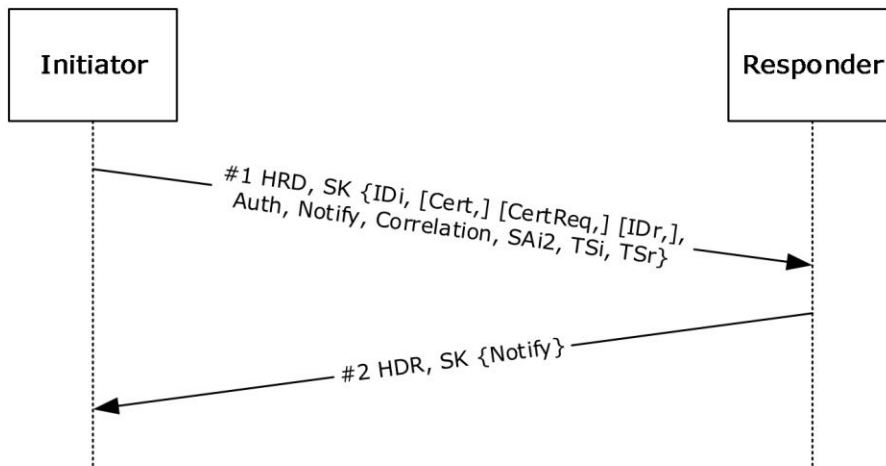 Initiator
Responder
#1 HRD, SK {IDi, [Cert,] [CertReq,] [IDr,],
Auth, Notify, Correlation, SAi2, TSi, TSr}
#2 HDR, SK {Notify}